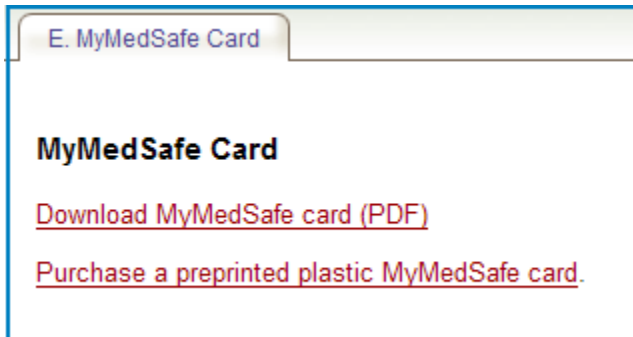 E. MyMedSafe Card
MyMedSafe Card
Download MyMedSafe card (PDF)
Purchase a preprinted plastic MyMedSafe card.